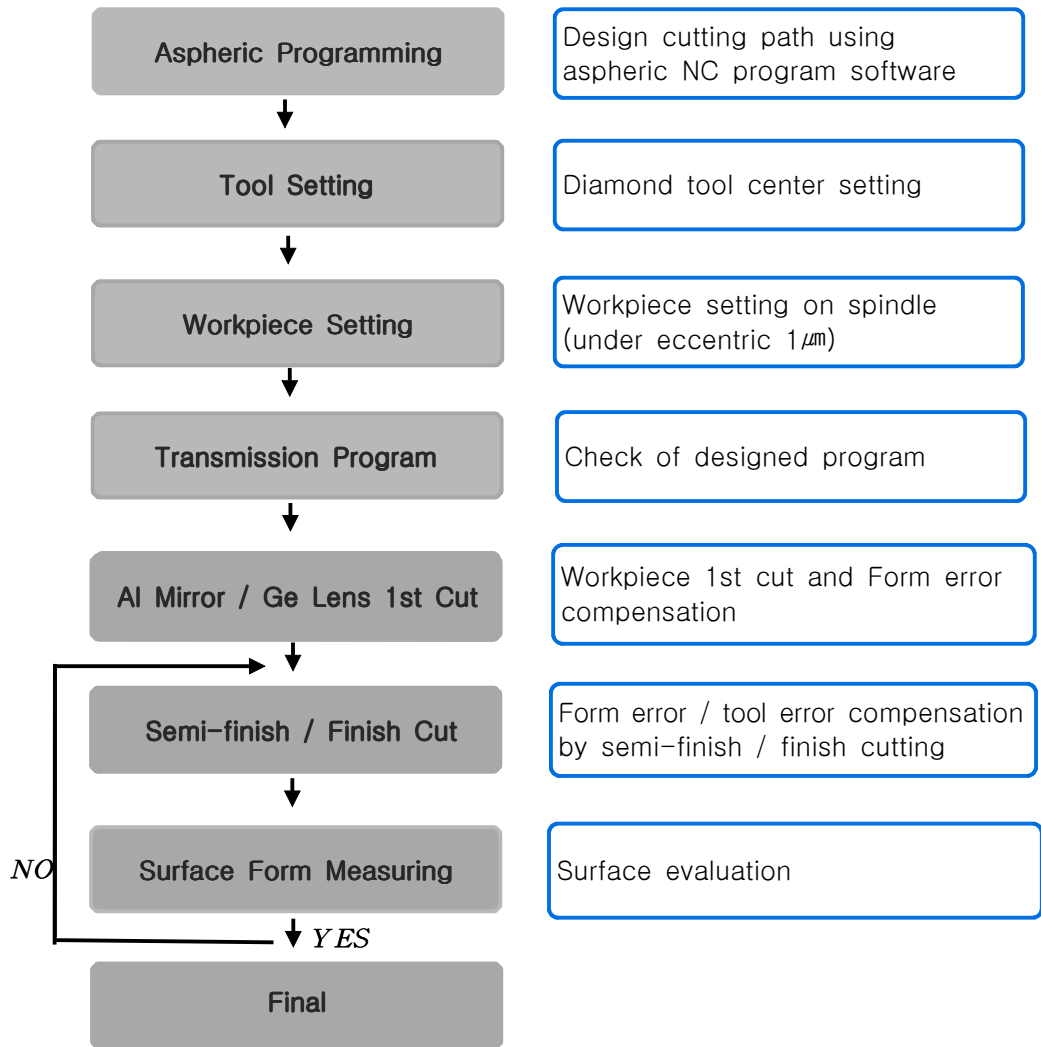 Aspheric Programming
Design cutting path using
aspheric NC program software
Tool Setting
Diamond tool center setting
Workpiece Setting
Workpiece setting on spindle
(under eccentric 1㎛)
Transmission Program
Check of designed program
Al Mirror / Ge Lens 1st Cut
Workpiece 1st cut and Form error
compensation
Semi-finish / Finish Cut
Form error / tool error compensation
by semi-finish / finish cutting
Surface Form Measuring
Surface evaluation
NO
YES
Final